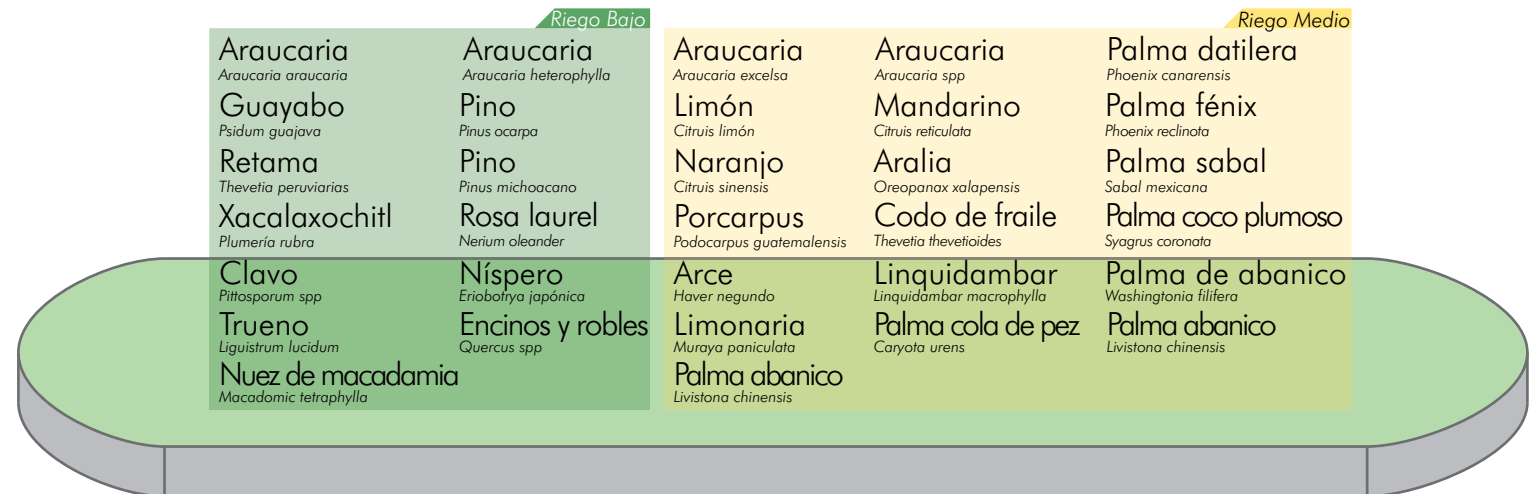 Riego Bajo
Araucaria
Araucaria araucaria
Guayabo
Psidum guajava
Retama
Thevetia peruviarias
Xacalaxochitl
Plumería rubra
Clavo
Pittosporum spp
Trueno
Liguistrum lucidum
Nuez de macadamia
Macadomic tetraphylla
Araucaria
Araucaria heterophylla
Pino
Pinus ocarpa
Pino
Pinus michoacano
Rosa laurel
Nerium oleander
Níspero
Eriobotrya japónica
Encinos y robles
Quercus spp
Riego Medio
Araucaria
Araucaria excelsa
Limón
Citruis limón
Naranjo
Citruis sinensis
Porcarpus
Podocarpus guatemalensis
Arce
Haver negundo
Limonaria
Muraya paniculata
Palma abanico
Livistona chinensis
Araucaria
Araucaria spp
Mandarino
Citruis reticulata
Aralia
Oreopanax xalapensis
Codo de fraile
Thevetia thevetioides
Linquidambar
Linquidambar macrophylla
Palma cola de pez
Caryota urens
Palma datilera
Phoenix canarensis
Palma fénix
Phoenix reclinota
Palma sabal
Sabal mexicana
Palma coco plumoso
Syagrus coronata
Palma de abanico
Washingtonia filifera
Palma abanico
Livistona chinensis